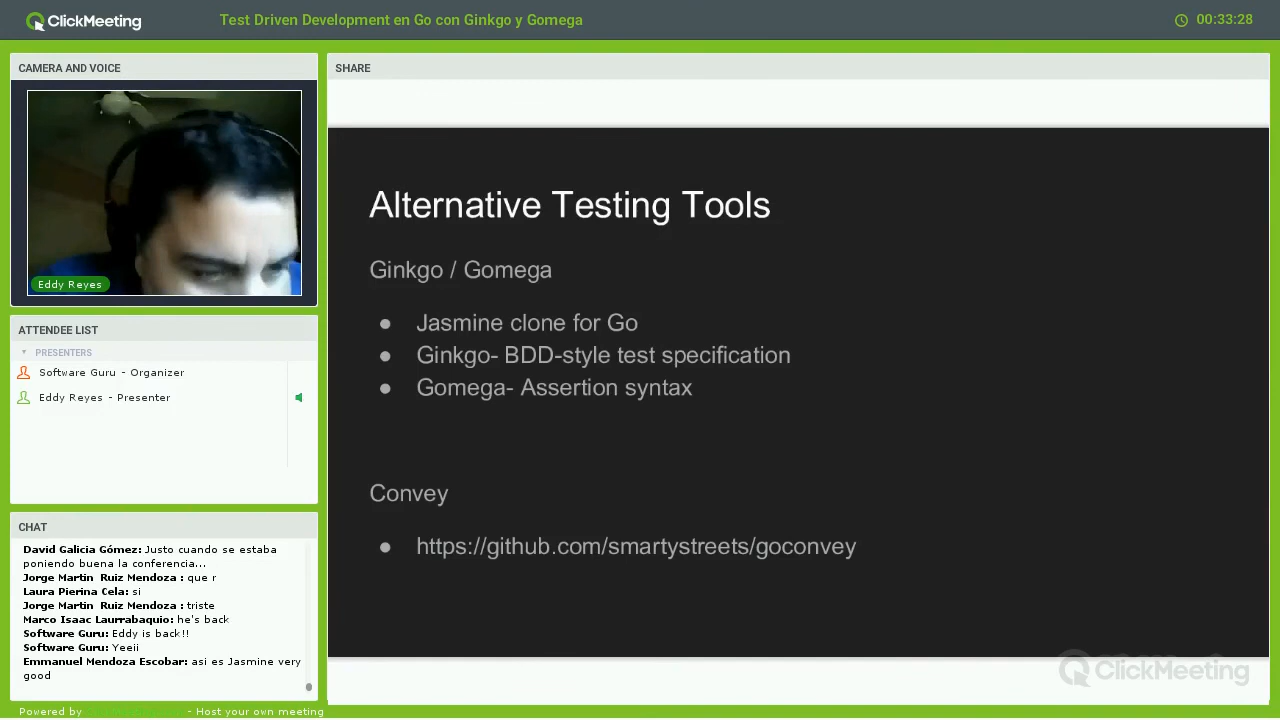 ClickMeeting
Test Driven Development en Go con Ginkgo y Gomega
00:33:28
CAMERA AND VOICE
Eddy Reyes
ATTENDEE LIST
PRESENTERS
Software Guru - Organizer
Eddy Reyes - Presenter
CHAT
David Galicia Gómez: Justo cuando se estaba
poniendo buena la conferencia...
Jorge Martin Ruiz Mendoza : que r
Laura Pierina Cela: si
Jorge Martin Ruiz Mendoza : triste
Marco Isaac Laurrabaquio: he's back
Software Guru: Eddy is back!!
Software Guru: Yeeii
Emmanuel Mendoza Escobar: asi es Jasmine very
good
Powered by - Host your own meeting
SHARE
Alternative Testing Tools
Ginkgo / Gomega
● Jasmine clone for Go
● Ginkgo- BDD-style test specification
● Gomega- Assertion syntax
Convey
● https://github.com/smartystreets/goconvey
ClickMeeting